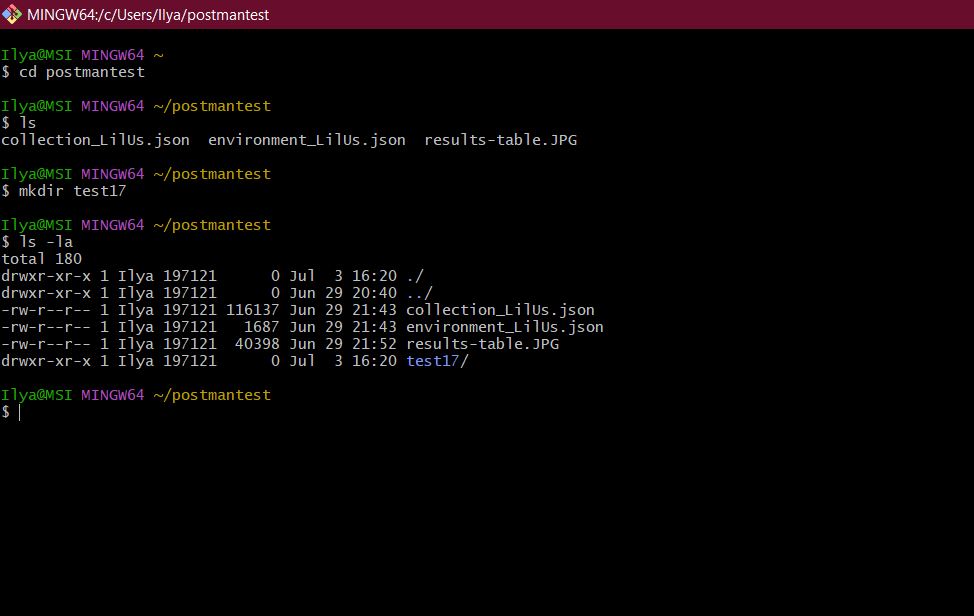 MINGW64:/c/Users/Ilya/postmantest
Ilya@MSI MINGW64 ~
$ cd postmantest
Ilya@MSI MINGW64 ~/postmantest
$ ls
collection_LilUs.json  environment_LilUs.json  results-table.JPG
Ilya@MSI MINGW64 ~/postmantest
$ mkdir test17
Ilya@MSI MINGW64 ~/postmantest
$ ls -la
total 180
drwxr-xr-x 1 Ilya 197121      0 Jul  3 16:20 ./
drwxr-xr-x 1 Ilya 197121      0 Jun 29 20:40 ../
-rw-r--r-- 1 Ilya 197121 116137 Jun 29 21:43 collection_LilUs.json
-rw-r--r-- 1 Ilya 197121   1687 Jun 29 21:43 environment_LilUs.json
-rw-r--r-- 1 Ilya 197121  40398 Jun 29 21:52 results-table.JPG
drwxr-xr-x 1 Ilya 197121      0 Jul  3 16:20 test17/
Ilya@MSI MINGW64 ~/postmantest
$